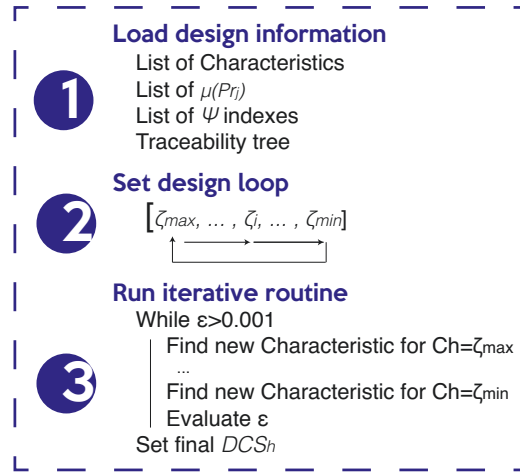 1
Load design information
List of Characteristics
List of μ(Prj)
List of Ψ indexes
Traceability tree
2
Set design loop
[ζmax, ... , ζi, ... , ζmin]
3
Run iterative routine
While ε>0.001
Find new Characteristic for Ch=ζmax
...
Find new Characteristic for Ch=ζmin
Evaluate ε
Set final DCSh